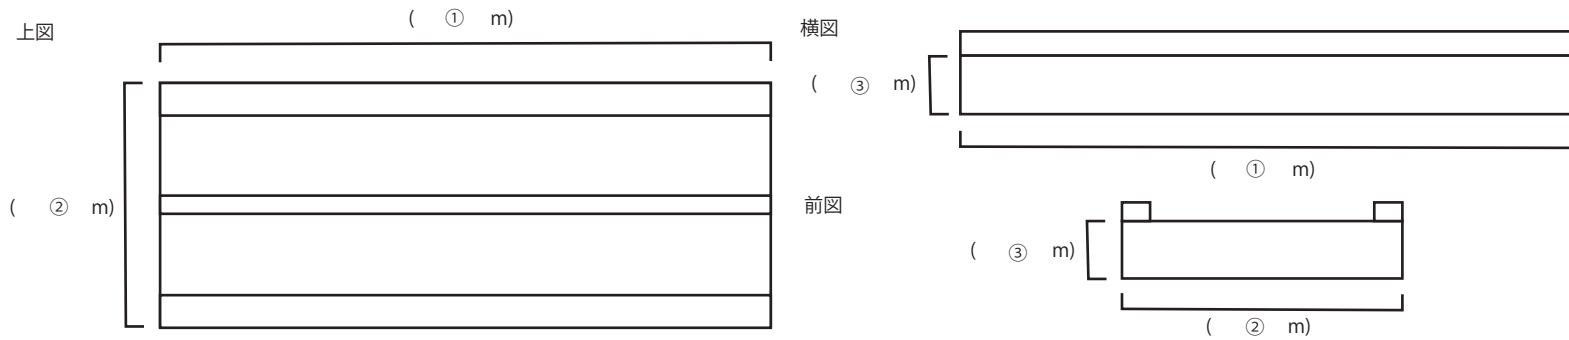 上図
( ① m)
( ② m)
横図
( ③ m)
( ① m)
前図
( ③ m)
( ② m)